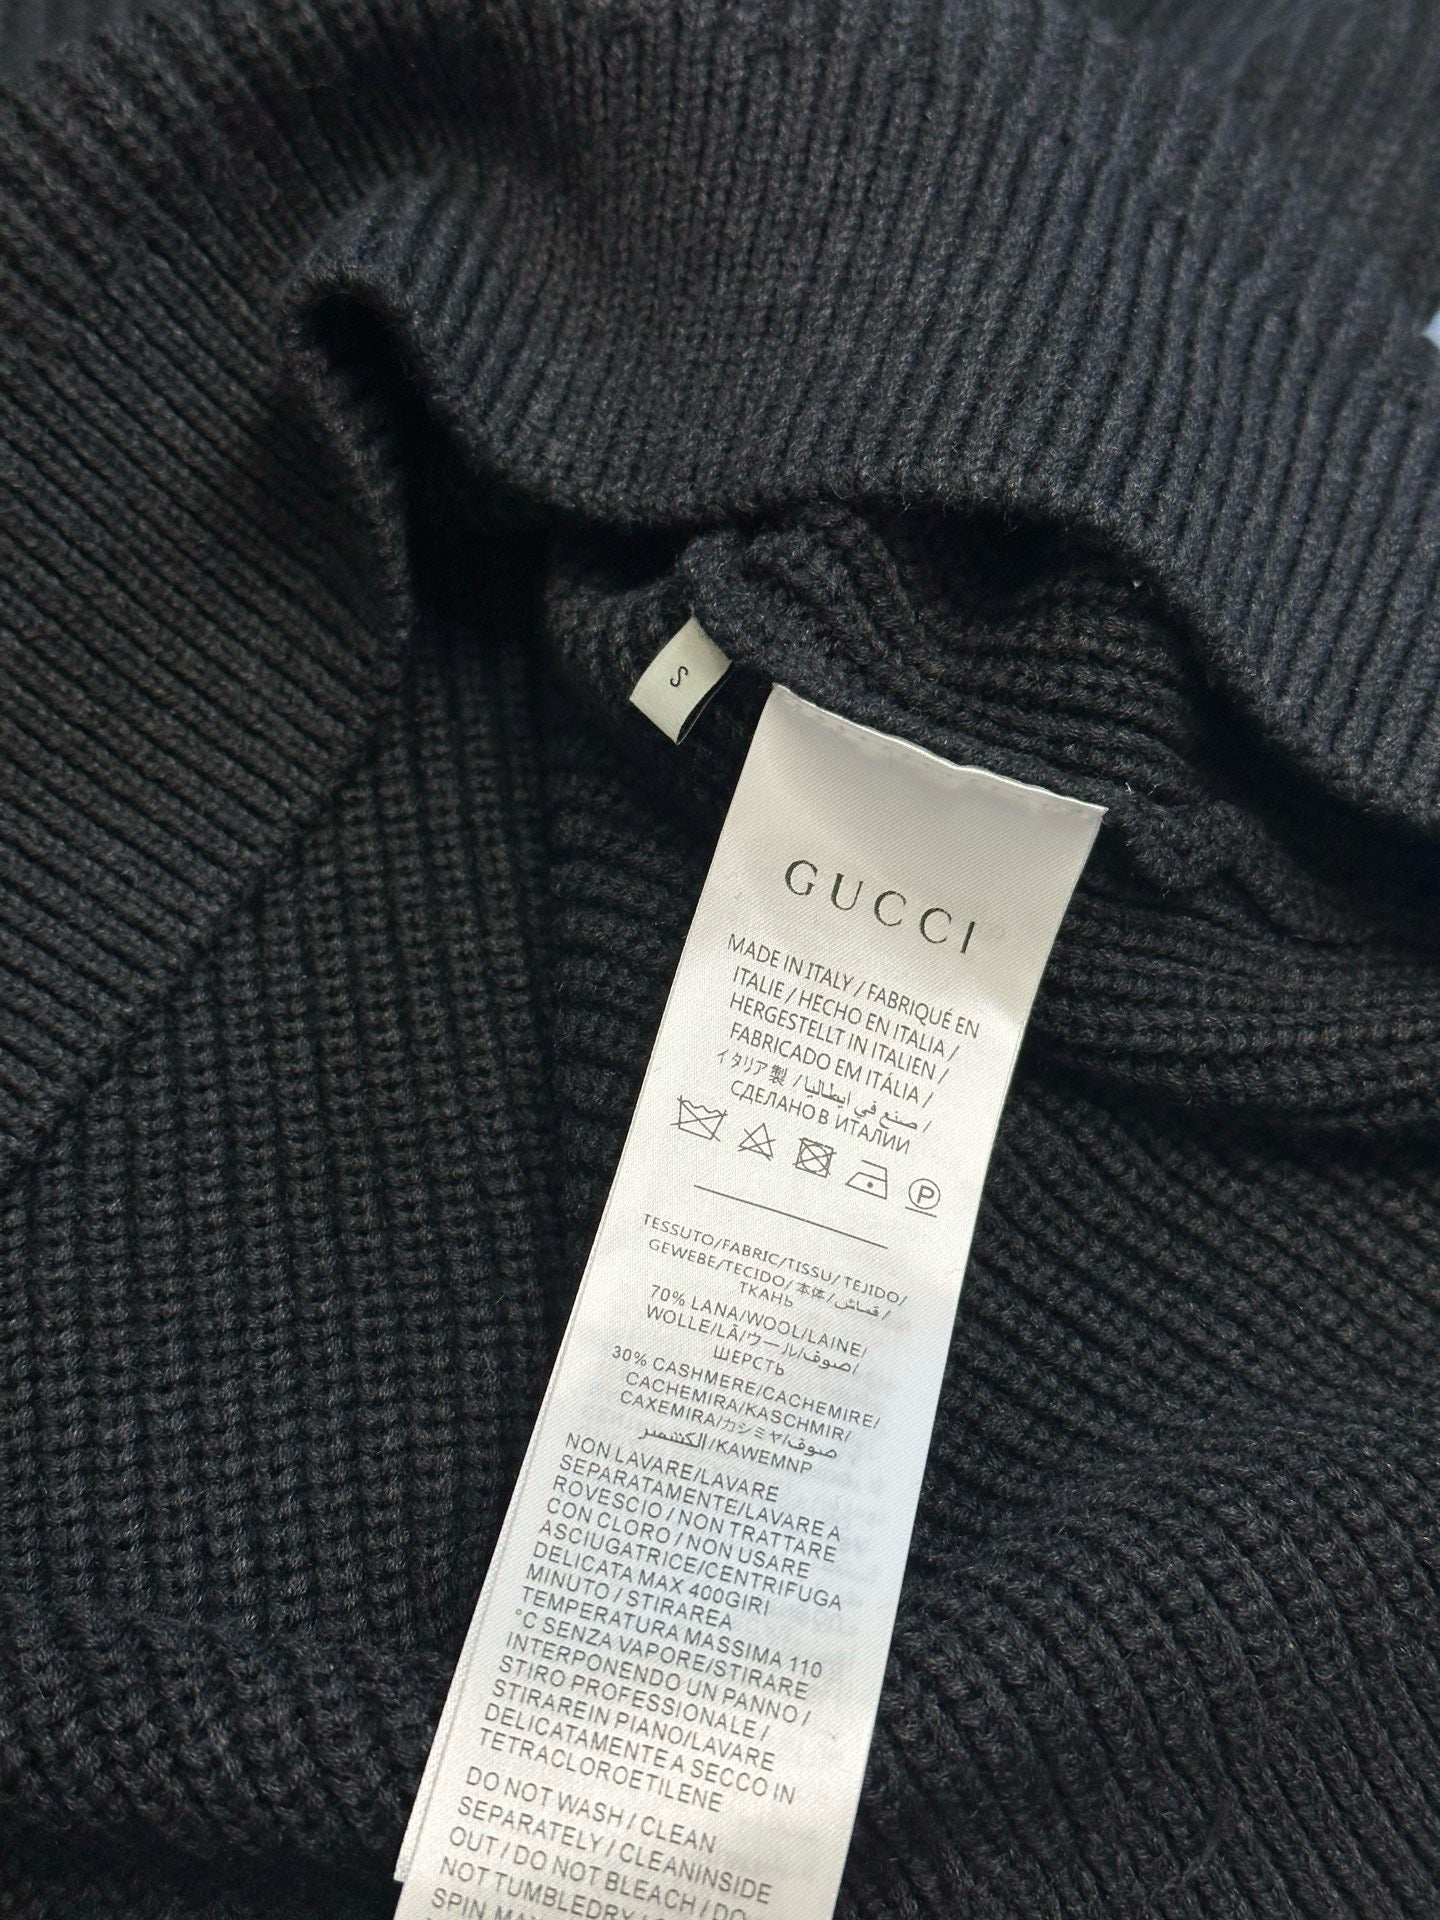 S
GUCCI
MADE IN ITALY / FABRIQUÉ EN
ITALIE / HECHO EN ITALIA /
HERGESTELLT IN ITALIEN /
FABRICADO EM ITÁLIA /
イタリア製 / صنع في ايطاليا /
СДЕЛАНО В ИТАЛИИ
P
TESSUTO/FABRIC/TISSU/TEJIDO/
GEWEBE/TECIDO/本体/قماش/
ТКАНЬ
70% LANA/WOOL/LAINE/
WOLLE/LÃ/ウール/صوف/
ШЕРСТЬ
30% CASHMERE/CACHEMIRE/
CACHEMIRA/KASCHMIR/
CAXEMIRA/カシミヤ/صوف
الكشمير/KAWEMNP
NON LAVARE/LAVARE
SEPARATAMENTE/LAVARE A
ROVESCIO / NON TRATTARE
CON CLORO / NON USARE
ASCIUGATRICE/CENTRIFUGA
DELICATA MAX 400GIRI
MINUTO / STIRAREA
TEMPERATURA MASSIMA 110
°C SENZA VAPORE/STIRARE
INTERPONENDO UN PANNO /
STIRO PROFESSIONALE /
STIRAREIN PIANO/LAVARE
DELICATAMENTE A SECCO IN
TETRACLOROETILENE
DO NOT WASH / CLEAN
SEPARATELY / CLEANINSIDE
OUT / DO NOT BLEACH / DO
NOT TUMBLEDRY
SPIN